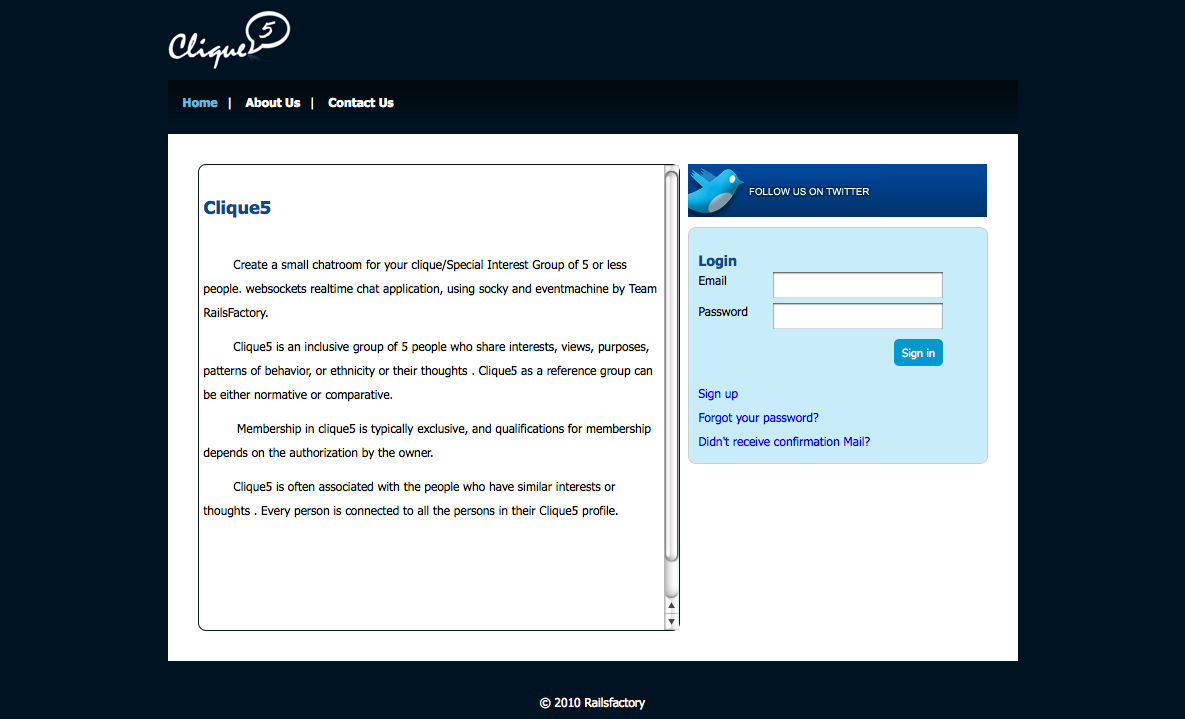 Clique 5
Home | About Us | Contact Us
Clique5
Create a small chatroom for your clique/Special Interest Group of 5 or less
people. websockets realtime chat application, using socky and eventmachine by Team
RailsFactory.
Clique5 is an inclusive group of 5 people who share interests, views, purposes,
patterns of behavior, or ethnicity or their thoughts . Clique5 as a reference group can
be either normative or comparative.
Membership in clique5 is typically exclusive, and qualifications for membership
depends on the authorization by the owner.
Clique5 is often associated with the people who have similar interests or
thoughts . Every person is connected to all the persons in their Clique5 profile.
FOLLOW US ON TWITTER
Login
Email
Password
Sign in
Sign up
Forgot your password?
Didn't receive confirmation Mail?
© 2010 Railsfactory